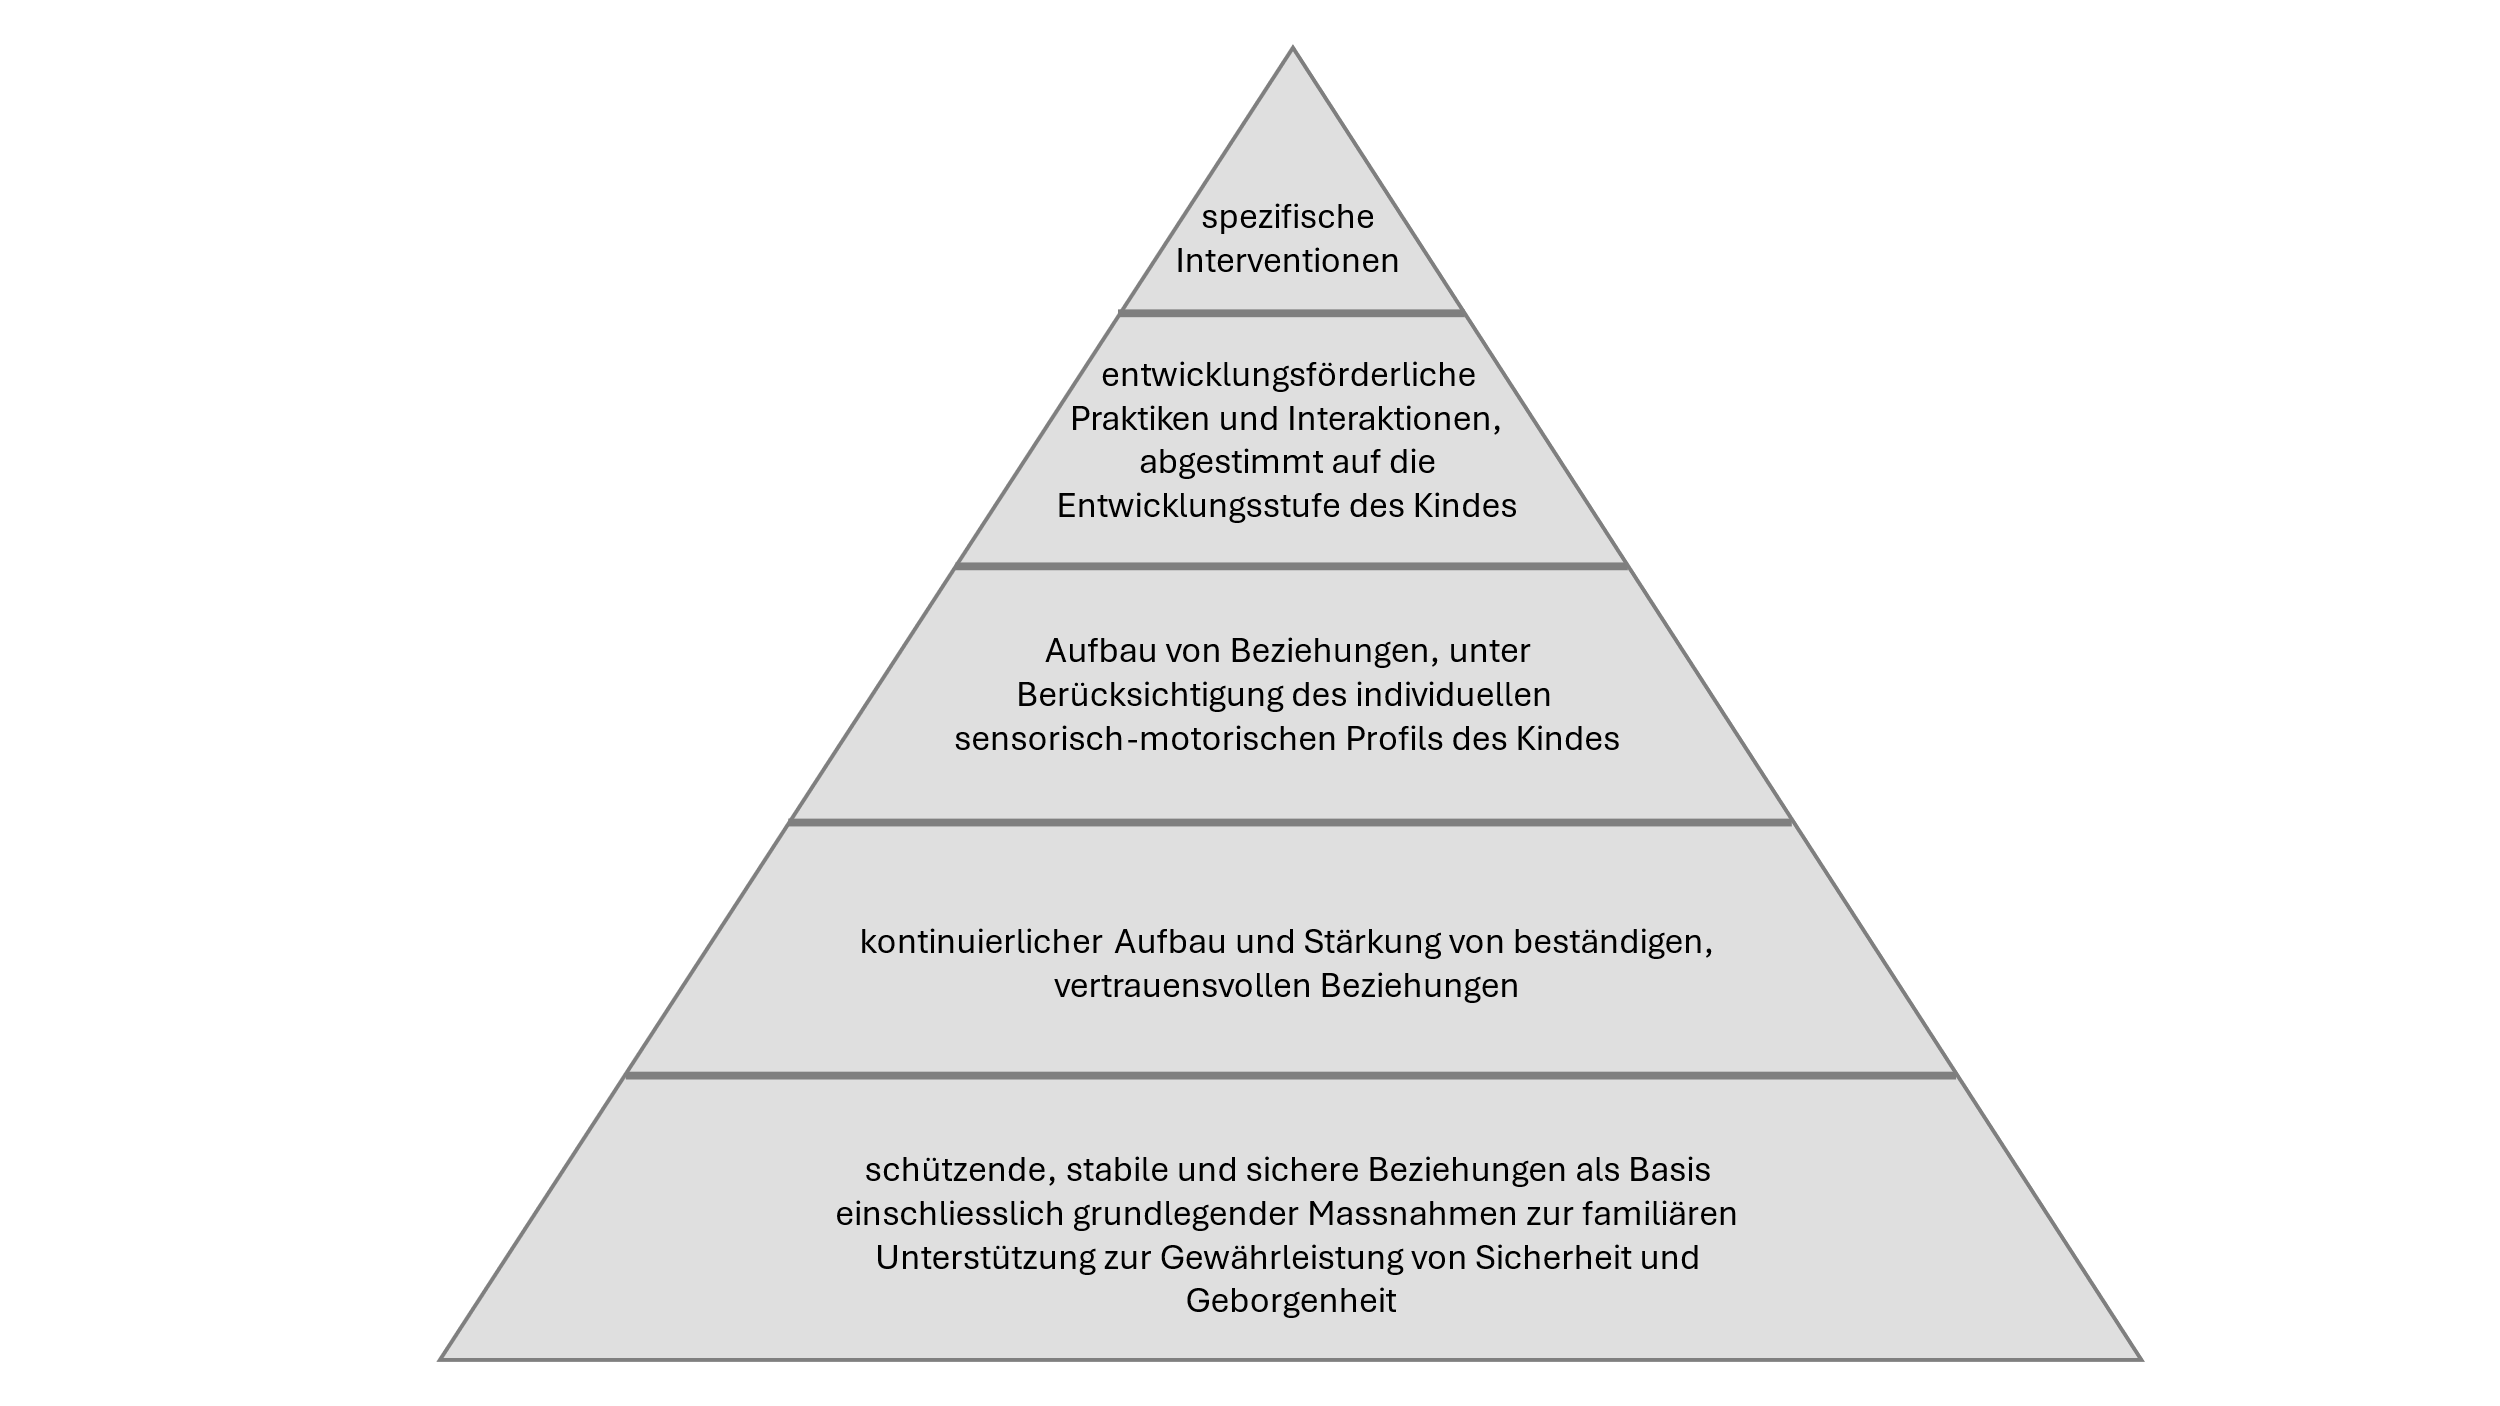 spezifische
Interventionen
entwicklungsförderliche
Praktiken und Interaktionen,
abgestimmt auf die
Entwicklungsstufe des Kindes
Aufbau von Beziehungen, unter
Berücksichtigung des individuellen
sensorisch-motorischen Profils des Kindes
kontinuierlicher Aufbau und Stärkung von beständigen,
vertrauensvollen Beziehungen
schützende, stabile und sichere Beziehungen als Basis
einschliesslich grundlegender Massnahmen zur familiären
Unterstützung zur Gewährleistung von Sicherheit und
Geborgenheit